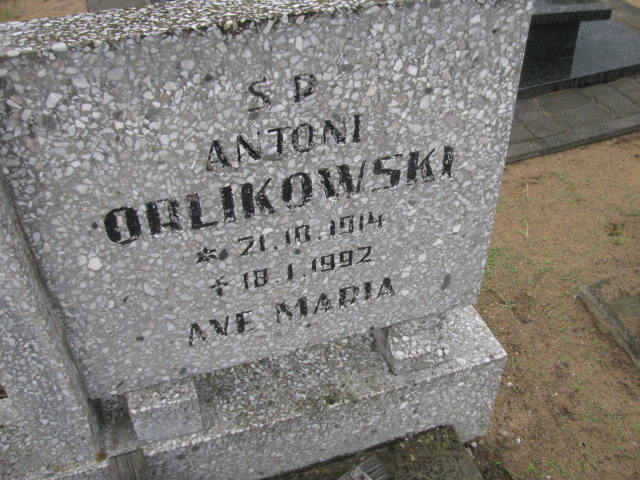 S P
ANTONI
ORLIKOWSKI
* 21.10.1914
+ 18.1.1992
AVE MARIA